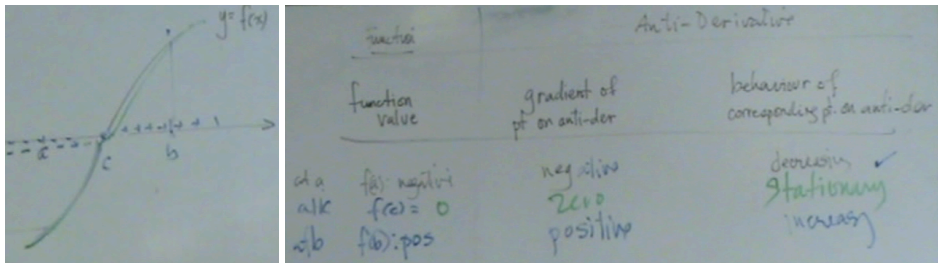 y=f(x)
a
c
b
Function
Anti-Derivative
function
value
gradient of
pt on anti-der
behaviour of
corresponding pt. on anti-der
at a f(a): negative negative decreasing ✓
at c f(c) = 0 zero stationary
at b f(b): pos positive increasg